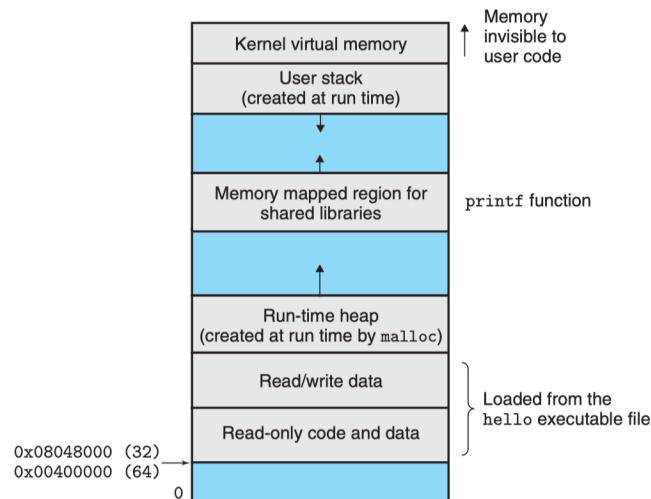 Memory
invisible to
user code
Kernel virtual memory
User stack
(created at run time)
Memory mapped region for
shared libraries
printf function
Run-time heap
(created at run time by malloc)
Read/write data
Loaded from the
hello executable file
Read-only code and data
0x08048000 (32)
0x00400000 (64)
0